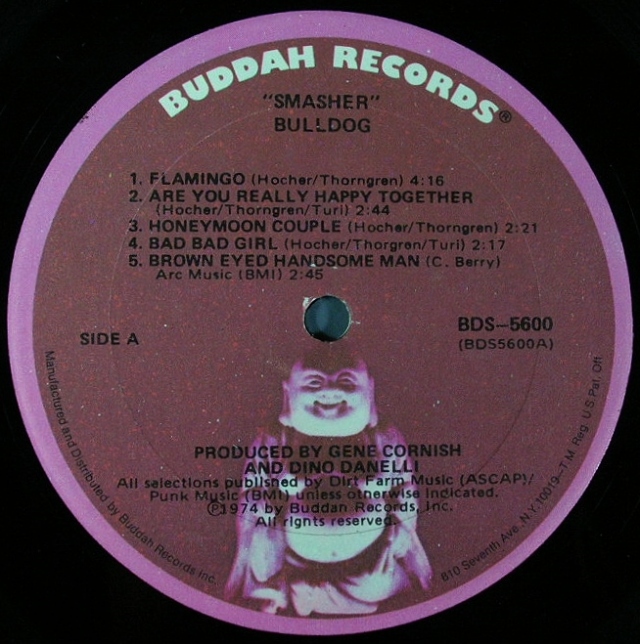 BUDDAH RECORDS®
"SMASHER"
BULLDOG
1. FLAMINGO (Hocher/Thorngren) 4:16
2. ARE YOU REALLY HAPPY TOGETHER
(Hocher/Thorngren/Turi) 2:44
3. HONEYMOON COUPLE (Hocher/Thorngren) 2:21
4. BAD BAD GIRL (Hocher/Thorgren/Turi) 2:17
5. BROWN EYED HANDSOME MAN (C. Berry)
Arc Music (BMI) 2:45
SIDE A
BDS–5600
(BDS5600A)
PRODUCED BY GENE CORNISH
AND DINO DANELLI
All selections published by Dirt Farm Music (ASCAP)/
Punk Music (BMI) unless otherwise indicated.
℗1974 by Buddah Records, Inc.
All rights reserved.
Manufactured and Distributed by Buddah Records Inc.
810 Seventh Ave., N.Y. 10019–T.M. Reg. U.S. Pat. Off